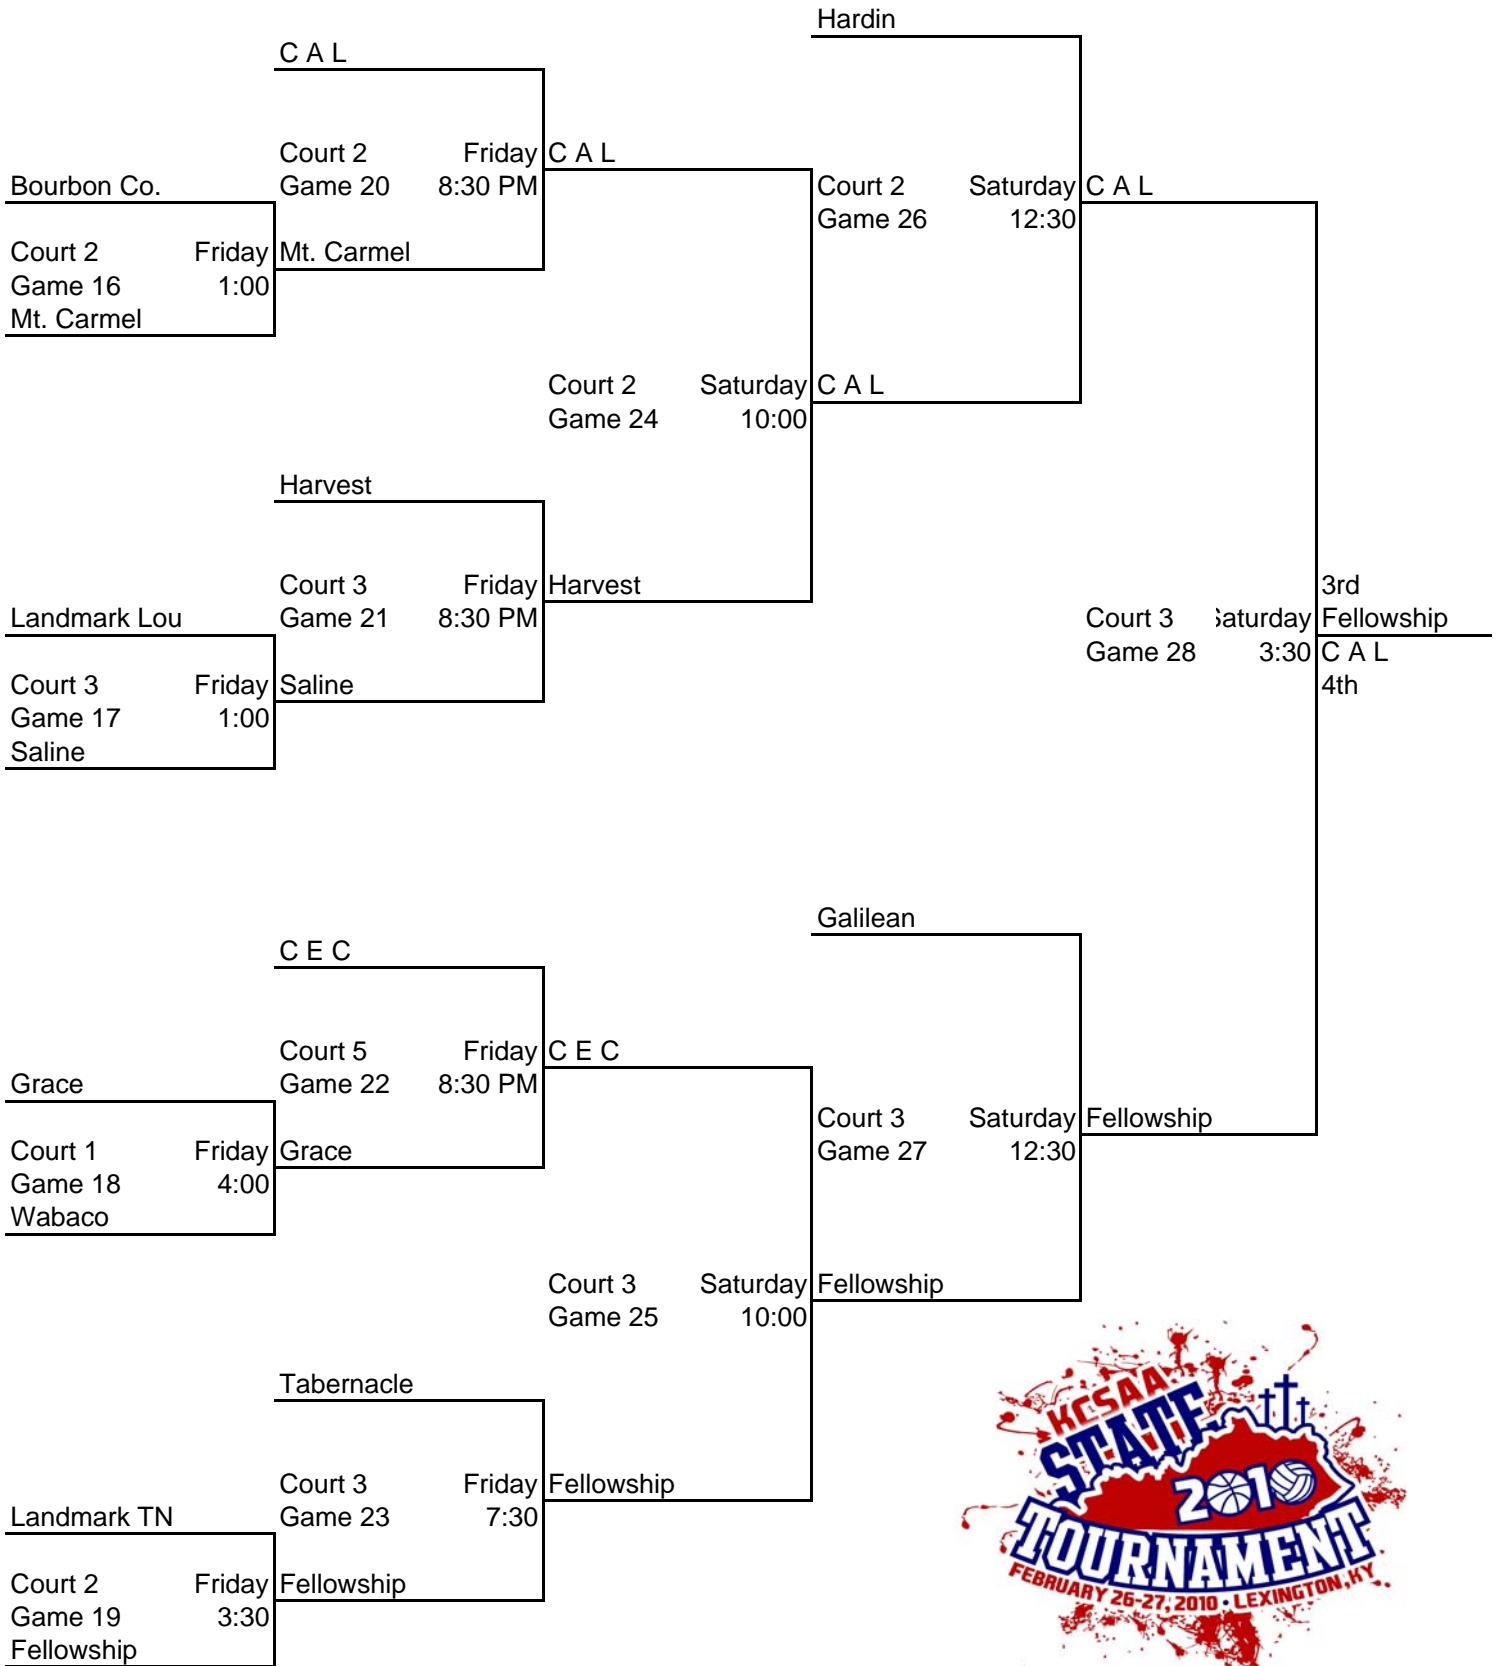 Hardin
C A L
Court 2 Friday C A L
Bourbon Co. Game 20 8:30 PM Court 2 Saturday C A L
Game 26 12:30
Court 2 Friday Mt. Carmel
Game 16 1:00
Mt. Carmel
Court 2 Saturday C A L
Game 24 10:00
Harvest
Court 3 Friday Harvest 3rd
Landmark Lou Game 21 8:30 PM Court 3 Saturday Fellowship
Game 28 3:30 C A L
Court 3 Friday Saline 4th
Game 17 1:00
Saline
Galilean
C E C
Court 5 Friday C E C
Grace Game 22 8:30 PM
Court 3 Saturday Fellowship
Court 1 Friday Grace Game 27 12:30
Game 18 4:00
Wabaco
Court 3 Saturday Fellowship
Game 25 10:00
Tabernacle
Court 3 Friday Fellowship
Landmark TN Game 23 7:30
Court 2 Friday Fellowship
Game 19 3:30
Fellowship
KCSAA
STATE
2010
TOURNAMENT
FEBRUARY 26-27, 2010 • LEXINGTON, KY